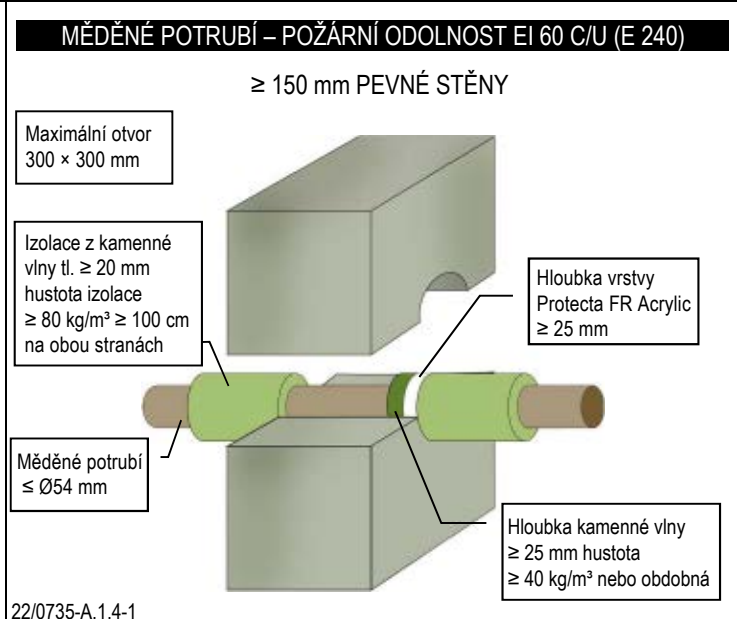 MĚDĚNÉ POTRUBÍ – POŽÁRNÍ ODOLNOST EI 60 C/U (E 240)
≥ 150 mm PEVNÉ STĚNY
Maximální otvor
300 × 300 mm
Izolace z kamenné
vlny tl. ≥ 20 mm
hustota izolace
≥ 80 kg/m³ ≥ 100 cm
na obou stranách
Hloubka vrstvy
Protecta FR Acrylic
≥ 25 mm
Měděné potrubí
≤ Ø54 mm
Hloubka kamenné vlny
≥ 25 mm hustota
≥ 40 kg/m³ nebo obdobná
22/0735-A.1.4-1